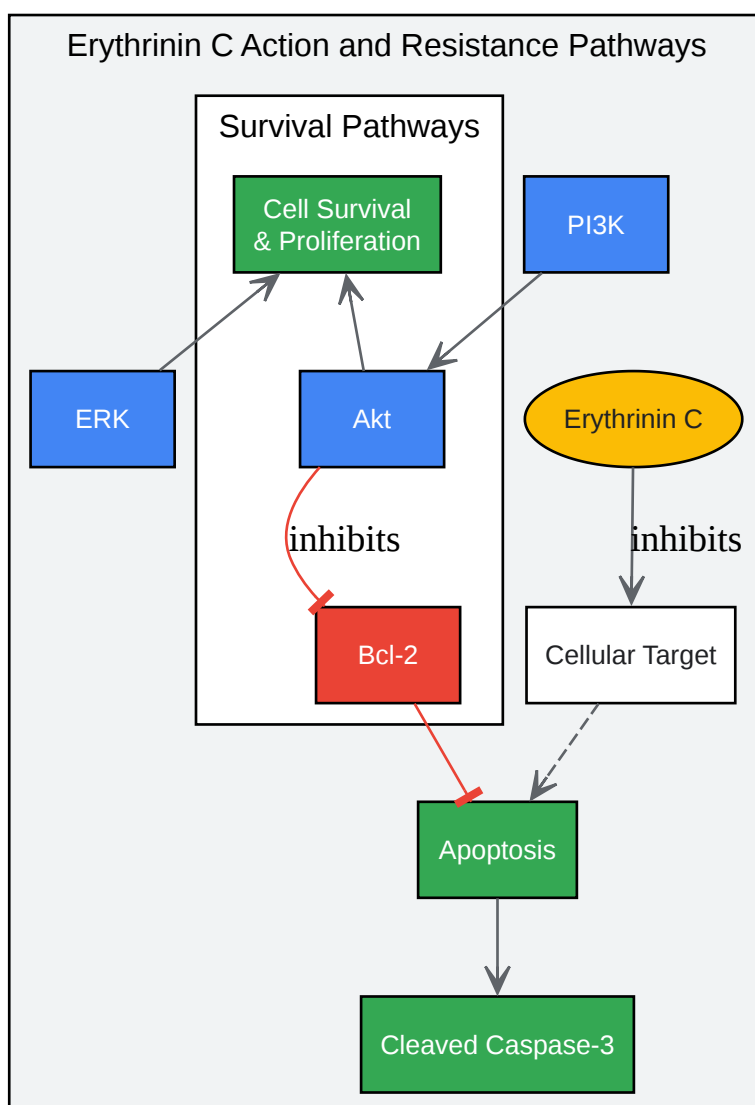 Erythrinin C Action and Resistance Pathways
Survival Pathways
Cell Survival
& Proliferation
PI3K
ERK
Akt
Erythrinin C
inhibits
inhibits
Bcl-2
Cellular Target
Apoptosis
Cleaved Caspase-3